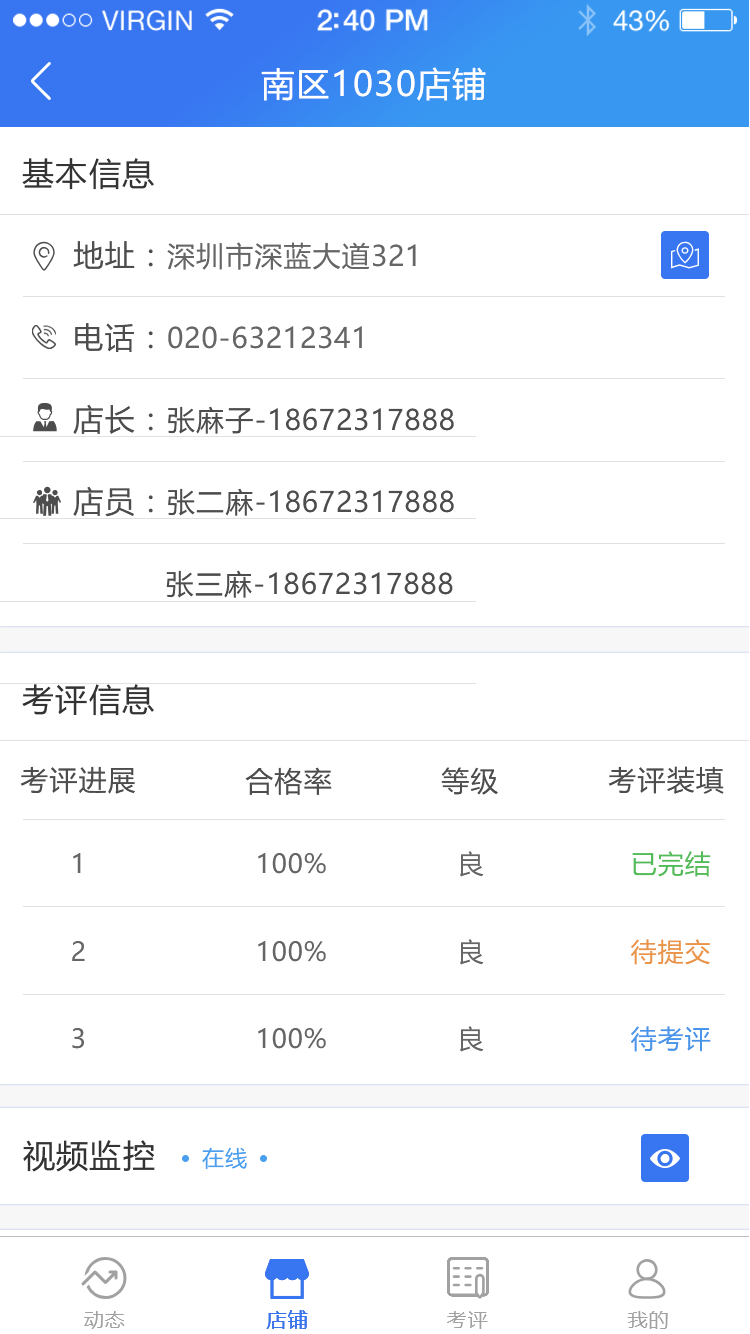 VIRGIN 2:40 PM 43%
南区1030店铺
基本信息
地址：深圳市深蓝大道321
电话：020-63212341
店长：张麻子-18672317888
店员：张二麻-18672317888
张三麻-18672317888
考评信息
考评进展 合格率 等级 考评装填
1 100% 良 已完结
2 100% 良 待提交
3 100% 良 待考评
视频监控 • 在线 •
动态 店铺 考评 我的